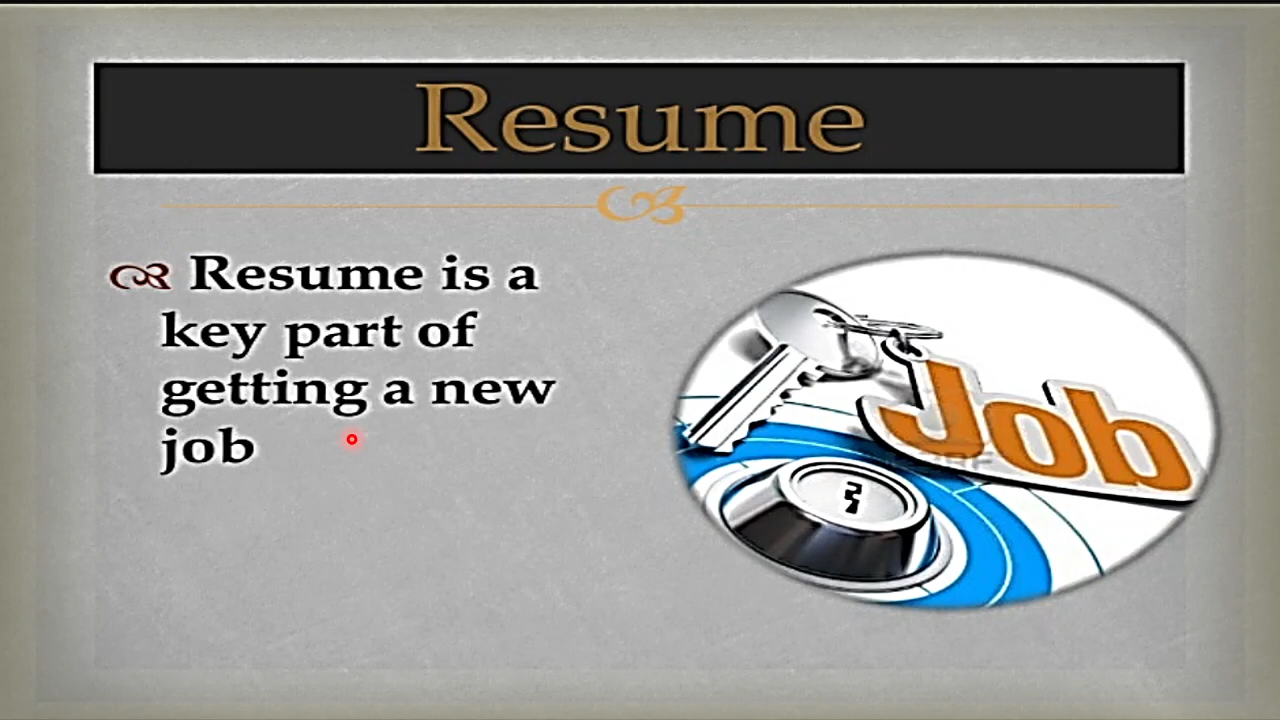 Resume
Resume is a
key part of
getting a new
job
Job